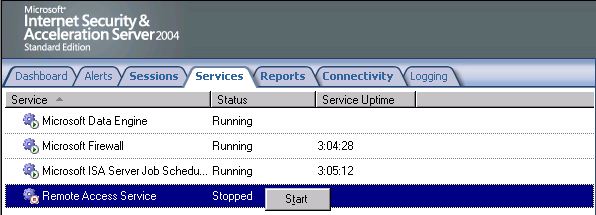 Microsoft®
Internet Security &
Acceleration Server 2004
Standard Edition
Dashboard Alerts Sessions Services Reports Connectivity Logging
Service Status Service Uptime
Microsoft Data Engine Running
Microsoft Firewall Running 3:04:28
Microsoft ISA Server Job Schedu... Running 3:05:12
Remote Access Service Stopped Start